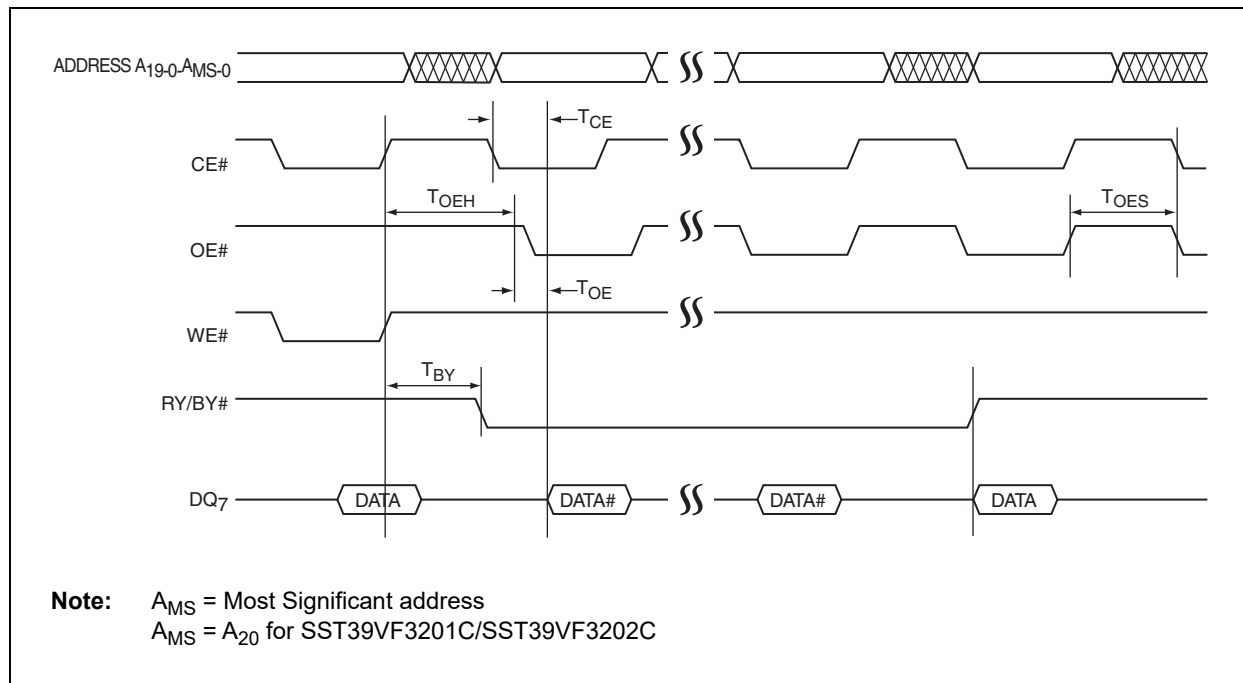 ADDRESS A19-0-AMS-0
TCE
CE#
TOEH
TOES
OE#
TOE
WE#
TBY
RY/BY#
DQ7 DATA DATA# DATA# DATA
Note: AMS = Most Significant address
AMS = A20 for SST39VF3201C/SST39VF3202C